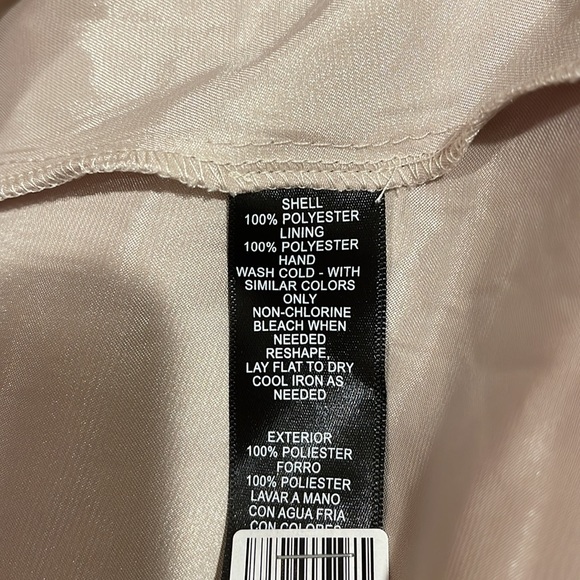 SHELL
100% POLYESTER
LINING
100% POLYESTER
HAND
WASH COLD - WITH
SIMILAR COLORS
ONLY
NON-CHLORINE
BLEACH WHEN
NEEDED
RESHAPE,
LAY FLAT TO DRY
COOL IRON AS
NEEDED
EXTERIOR
100% POLIESTER
FORRO
100% POLIESTER
LAVAR A MANO
CON AGUA FRIA
CON COLORES